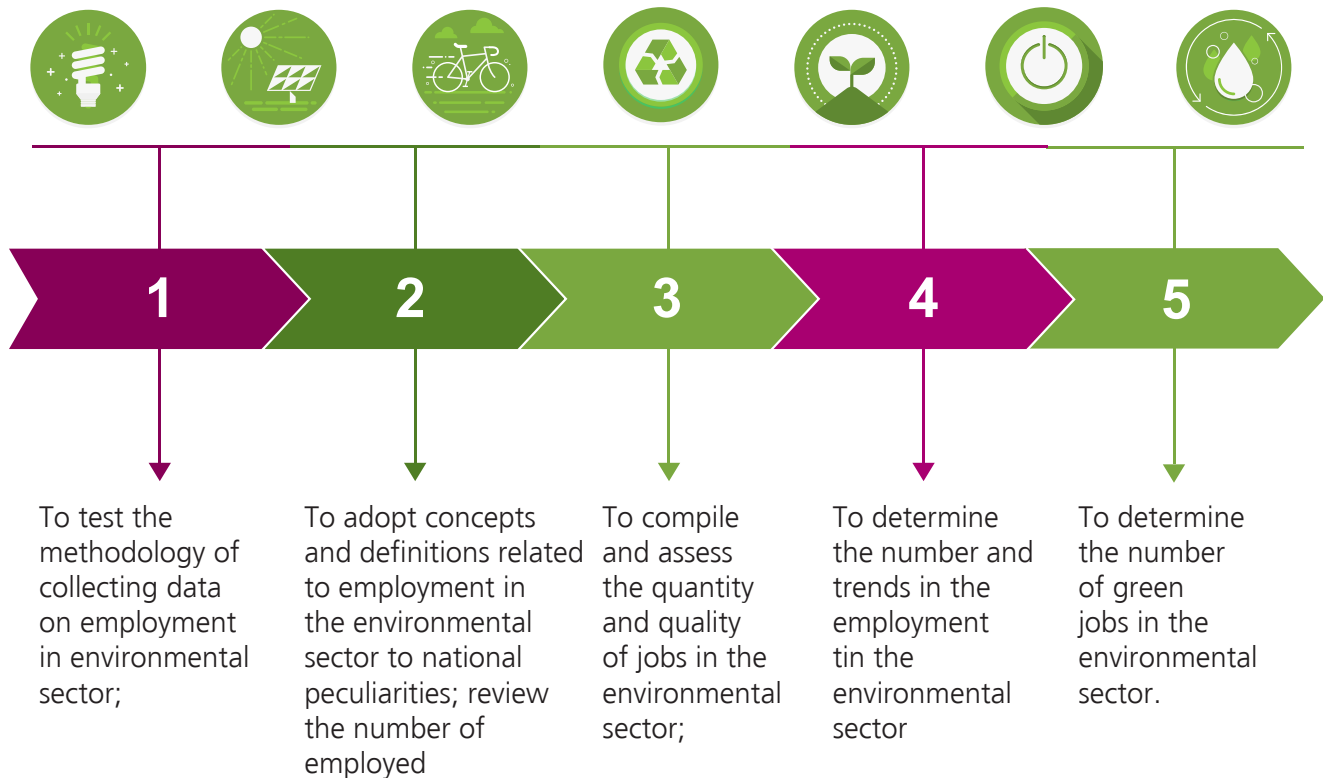 1
2
3
4
5
To test the
methodology of
collecting data
on employment
in environmental
sector;
To adopt concepts
and definitions related
to employment in
the environmental
sector to national
peculiarities; review
the number of
employed
To compile
and assess
the quantity
and quality
of jobs in the
environmental
sector;
To determine
the number and
trends in the
employment
tin the
environmental
sector
To determine
the number
of green
jobs in the
environmental
sector.